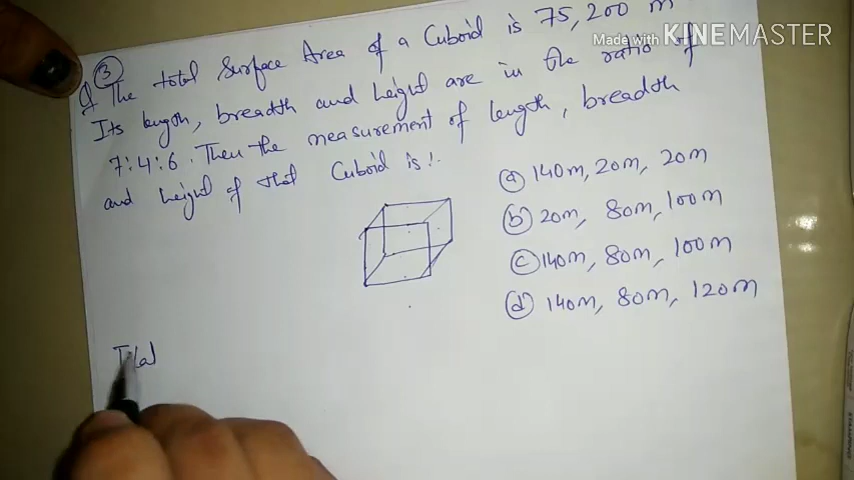 ③
Q The total Surface Area of a Cuboid is 75,200 m
Its length, breadth and height are in the ratio of
7:4:6. Then the measurement of length, breadth
and height of that Cuboid is:
ⓐ 140m, 20m, 20m
ⓑ 20m, 80m, 100m
ⓒ 140m, 80m, 100m
ⓓ 140m, 80m, 120m
Total
Made with KINEMASTER